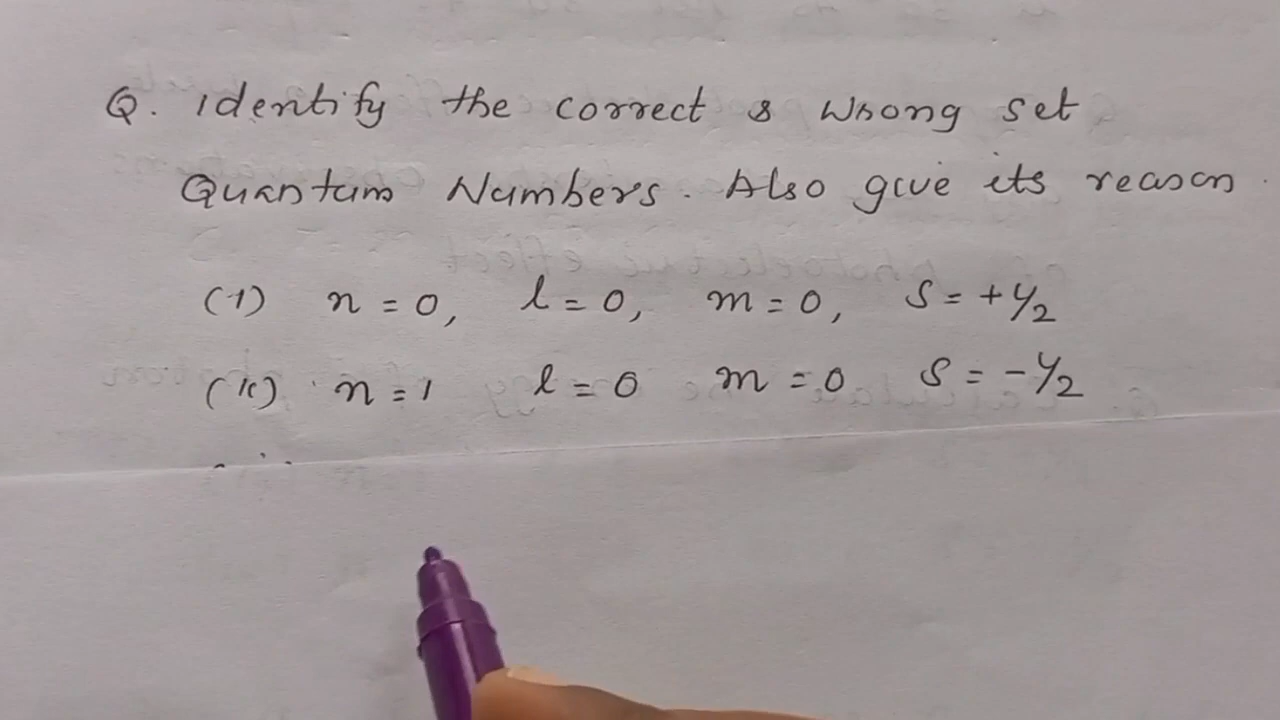 Q. Identify the correct & Wrong set
Quantum Numbers. Also give its reason.
(i) n = 0, l = 0, m = 0, S = +1/2
(ii) n = 1 l = 0 m = 0 S = -1/2